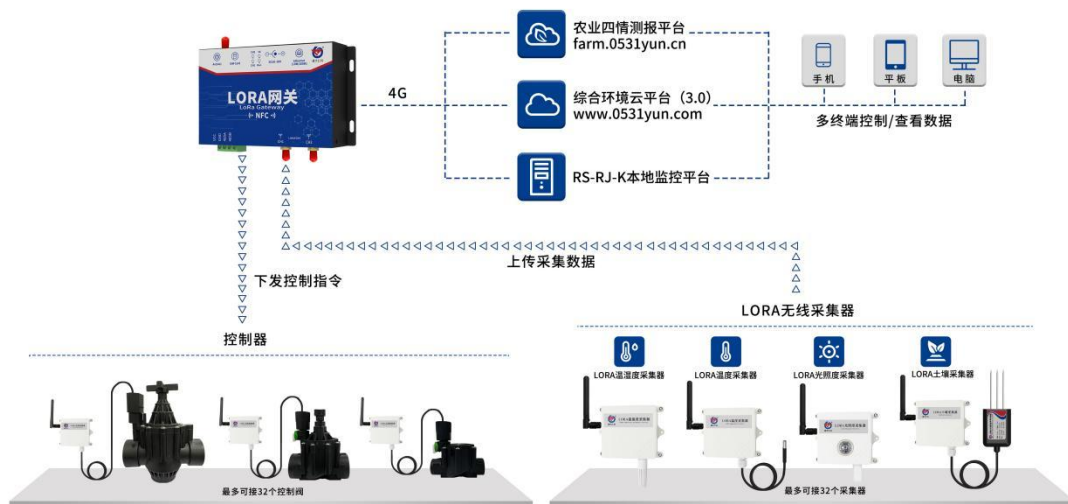 LORA网关
LoRa Gateway
NFC
4G
农业四情测报平台
farm.0531yun.cn
综合环境云平台（3.0）
www.0531yun.com
RS-RJ-K本地监控平台
手机
平板
电脑
多终端控制/查看数据
上传采集数据
下发控制指令
控制器
LORA无线采集器
LORA温湿度采集器
LORA温度采集器
LORA光照度采集器
LORA土壤采集器
最多可接32个控制阀
最多可接32个采集器